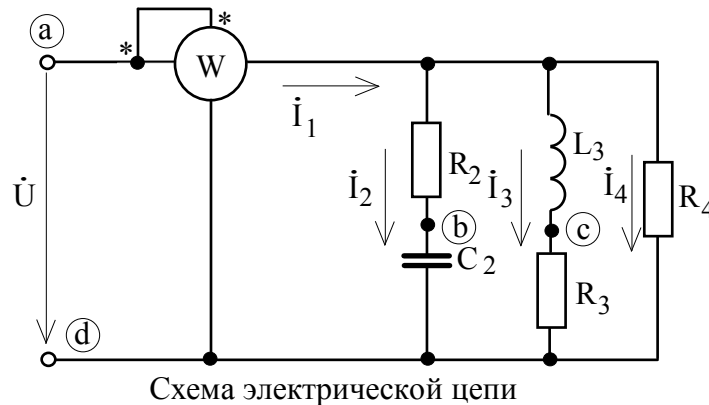 a
* *
W
İ₁
U̇
İ₂ R₂
İ₃ L₃
İ₄ R₄
b
C₂
c
R₃
d
Схема электрической цепи